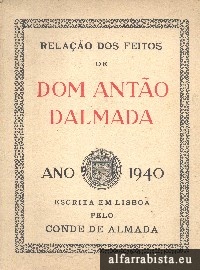 RELAÇÃO DOS FEITOS
DE
DOM ANTÃO
DALMADA
ANO 1940
ESCRITA EM LISBOA
PELO
CONDE DE ALMADA
alfarrabista.eu